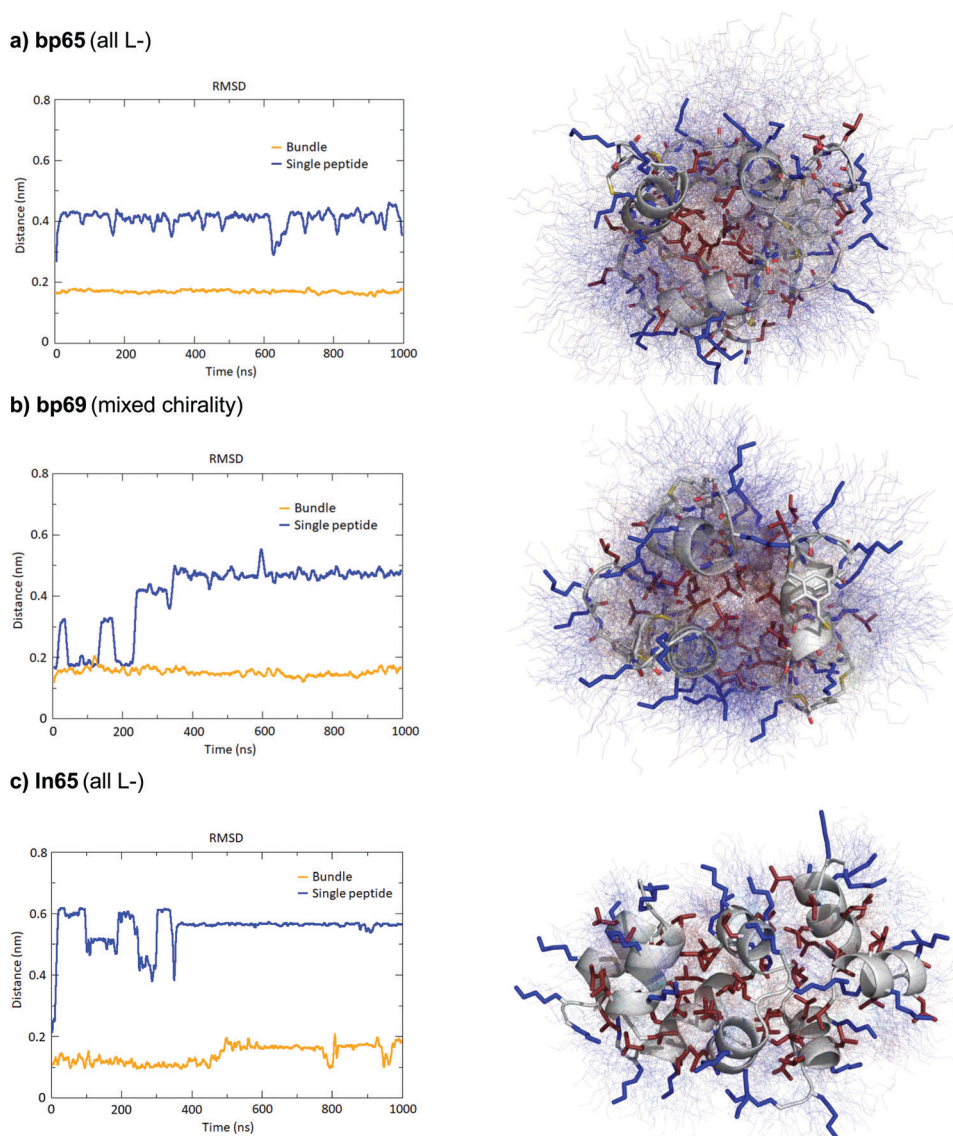 a) bp65 (all L-)
RMSD
0.8
0.6
0.4
0.2
0
Distance (nm)
Bundle
Single peptide
0 200 400 600 800 1000
Time (ns)
b) bp69 (mixed chirality)
RMSD
0.8
0.6
0.4
0.2
0
Distance (nm)
Bundle
Single peptide
0 200 400 600 800 1000
Time (ns)
c) ln65 (all L-)
RMSD
0.8
0.6
0.4
0.2
0
Distance (nm)
Bundle
Single peptide
0 200 400 600 800 1000
Time (ns)